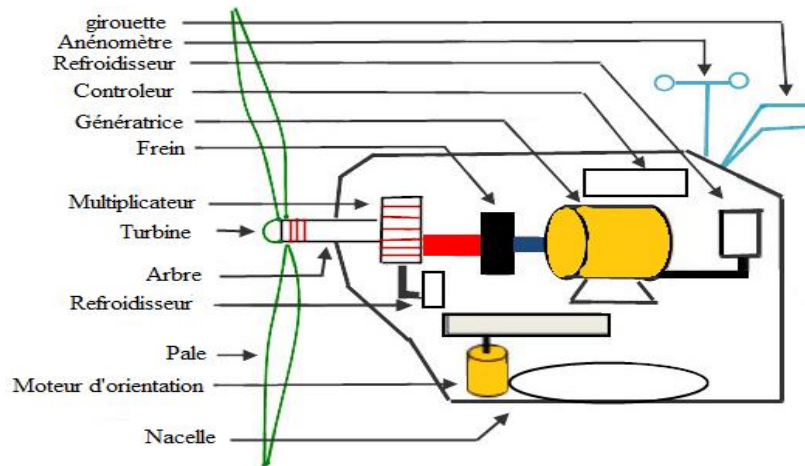 girouette
Anénomètre
Refroidisseur
Controleur
Génératrice
Frein
Multiplicateur
Turbine
Arbre
Refroidisseur
Pale
Moteur d'orientation
Nacelle